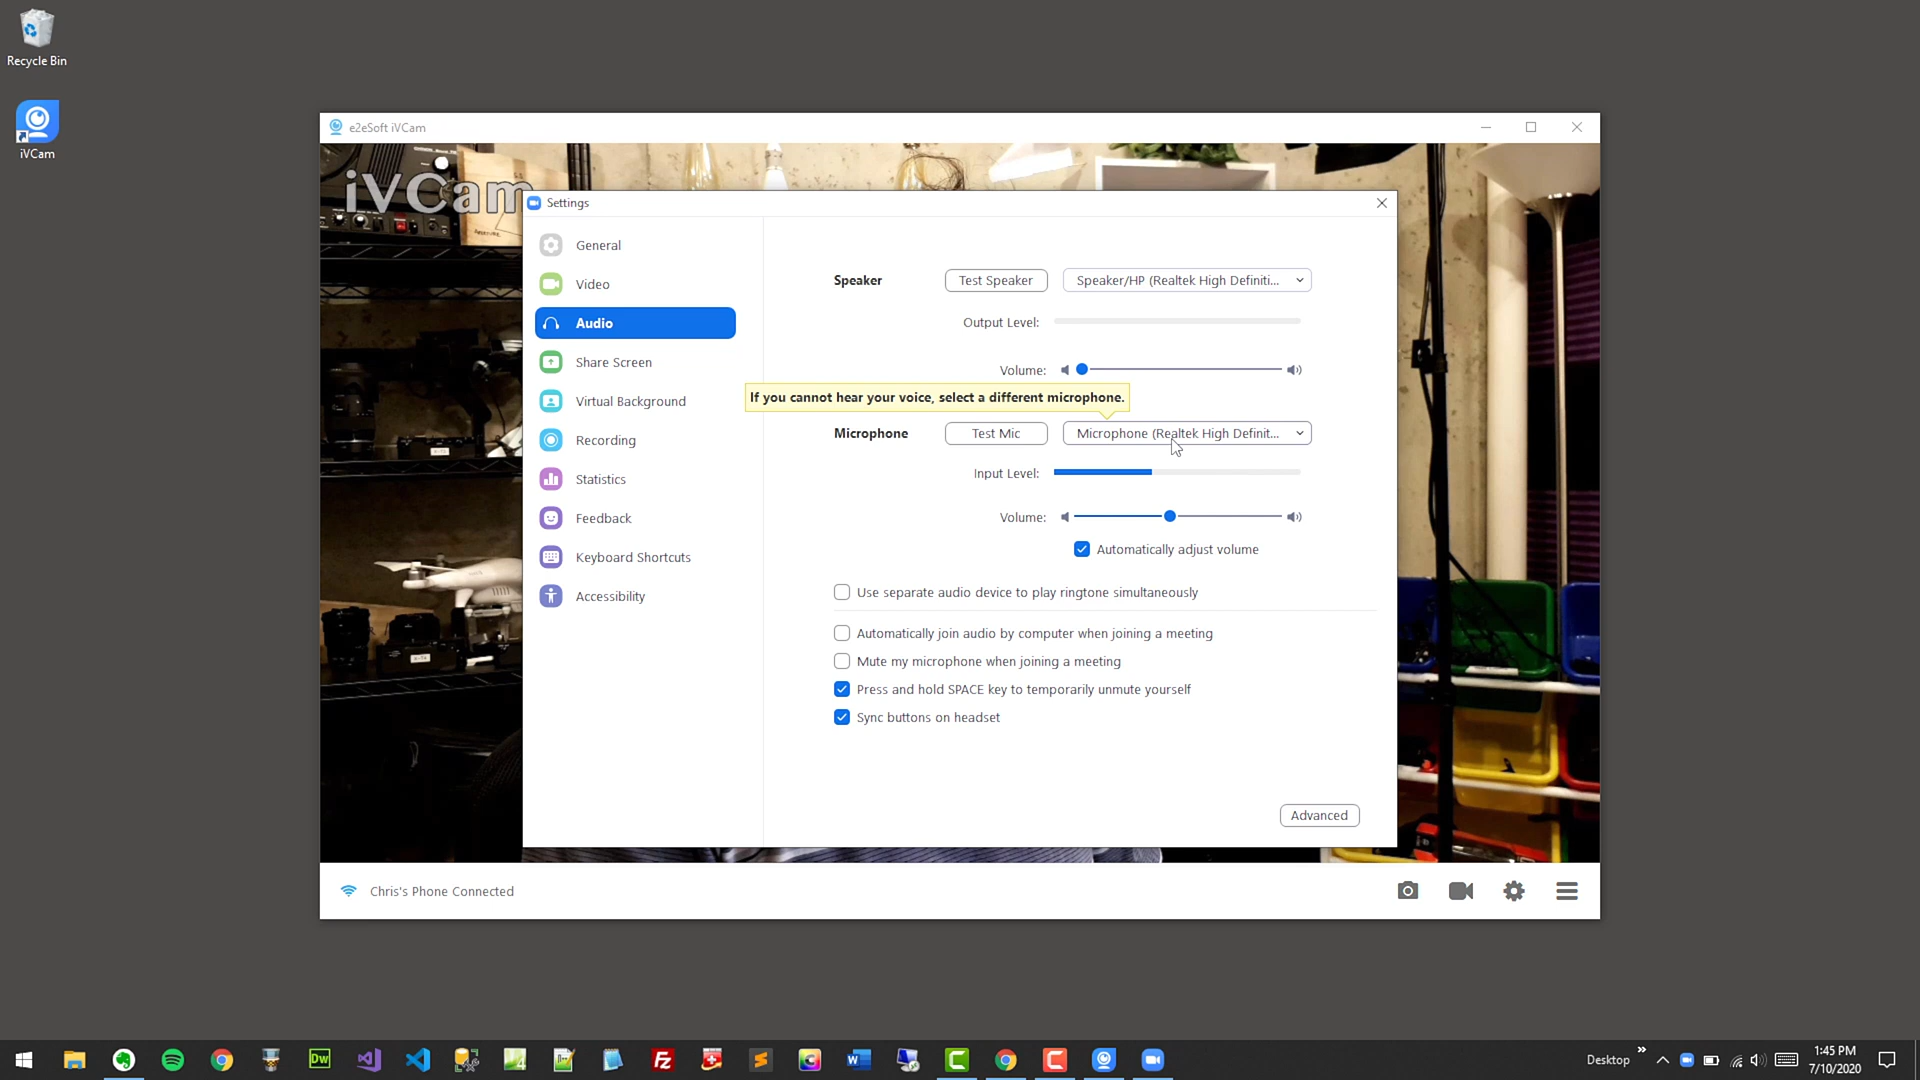 Recycle Bin
iVCam
e2eSoft iVCam
iVCam
Settings
General
Video
Audio
Share Screen
Virtual Background
Recording
Statistics
Feedback
Keyboard Shortcuts
Accessibility
Speaker
Test Speaker
Speaker/HP (Realtek High Definiti...
Output Level:
Volume:
If you cannot hear your voice, select a different microphone.
Microphone
Test Mic
Microphone (Realtek High Definit...
Input Level:
Volume:
Automatically adjust volume
Use separate audio device to play ringtone simultaneously
Automatically join audio by computer when joining a meeting
Mute my microphone when joining a meeting
Press and hold SPACE key to temporarily unmute yourself
Sync buttons on headset
Advanced
Chris's Phone Connected
Dw
FZ
Desktop
1:45 PM
7/10/2020